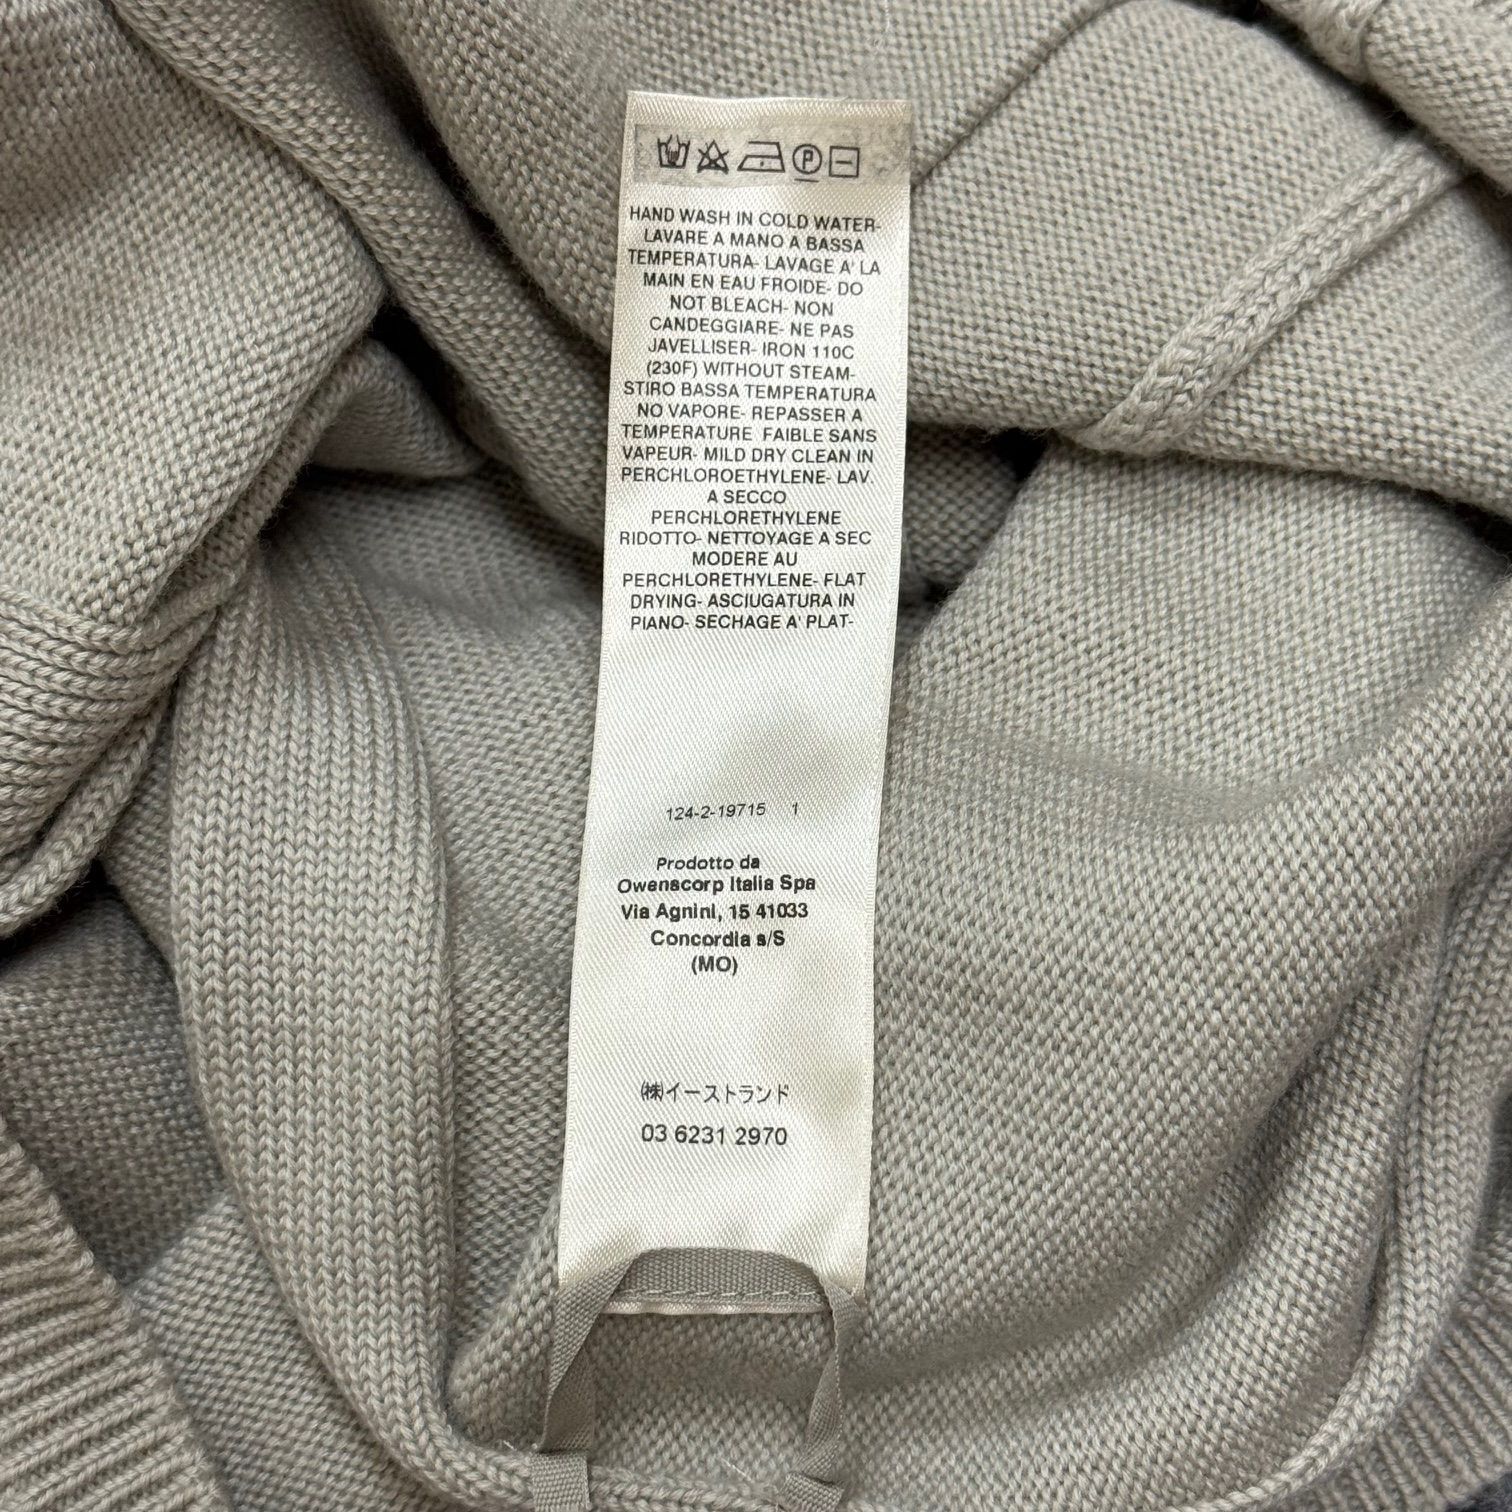 HAND WASH IN COLD WATER-
LAVARE A MANO A BASSA
TEMPERATURA- LAVAGE A' LA
MAIN EN EAU FROIDE- DO
NOT BLEACH- NON
CANDEGGIARE- NE PAS
JAVELLISER- IRON 110C
(230F) WITHOUT STEAM-
STIRO BASSA TEMPERATURA
NO VAPORE- REPASSER A
TEMPERATURE FAIBLE SANS
VAPEUR- MILD DRY CLEAN IN
PERCHLOROETHYLENE- LAV.
A SECCO
PERCHLORETHYLENE
RIDOTTO- NETTOYAGE A SEC
MODERE AU
PERCHLORETHYLENE- FLAT
DRYING- ASCIUGATURA IN
PIANO- SECHAGE A' PLAT-
124-2-19715 1
Prodotto da
Owenscorp Italia Spa
Via Agnini, 15 41033
Concordia s/S
(MO)
㈱イーストランド
03 6231 2970